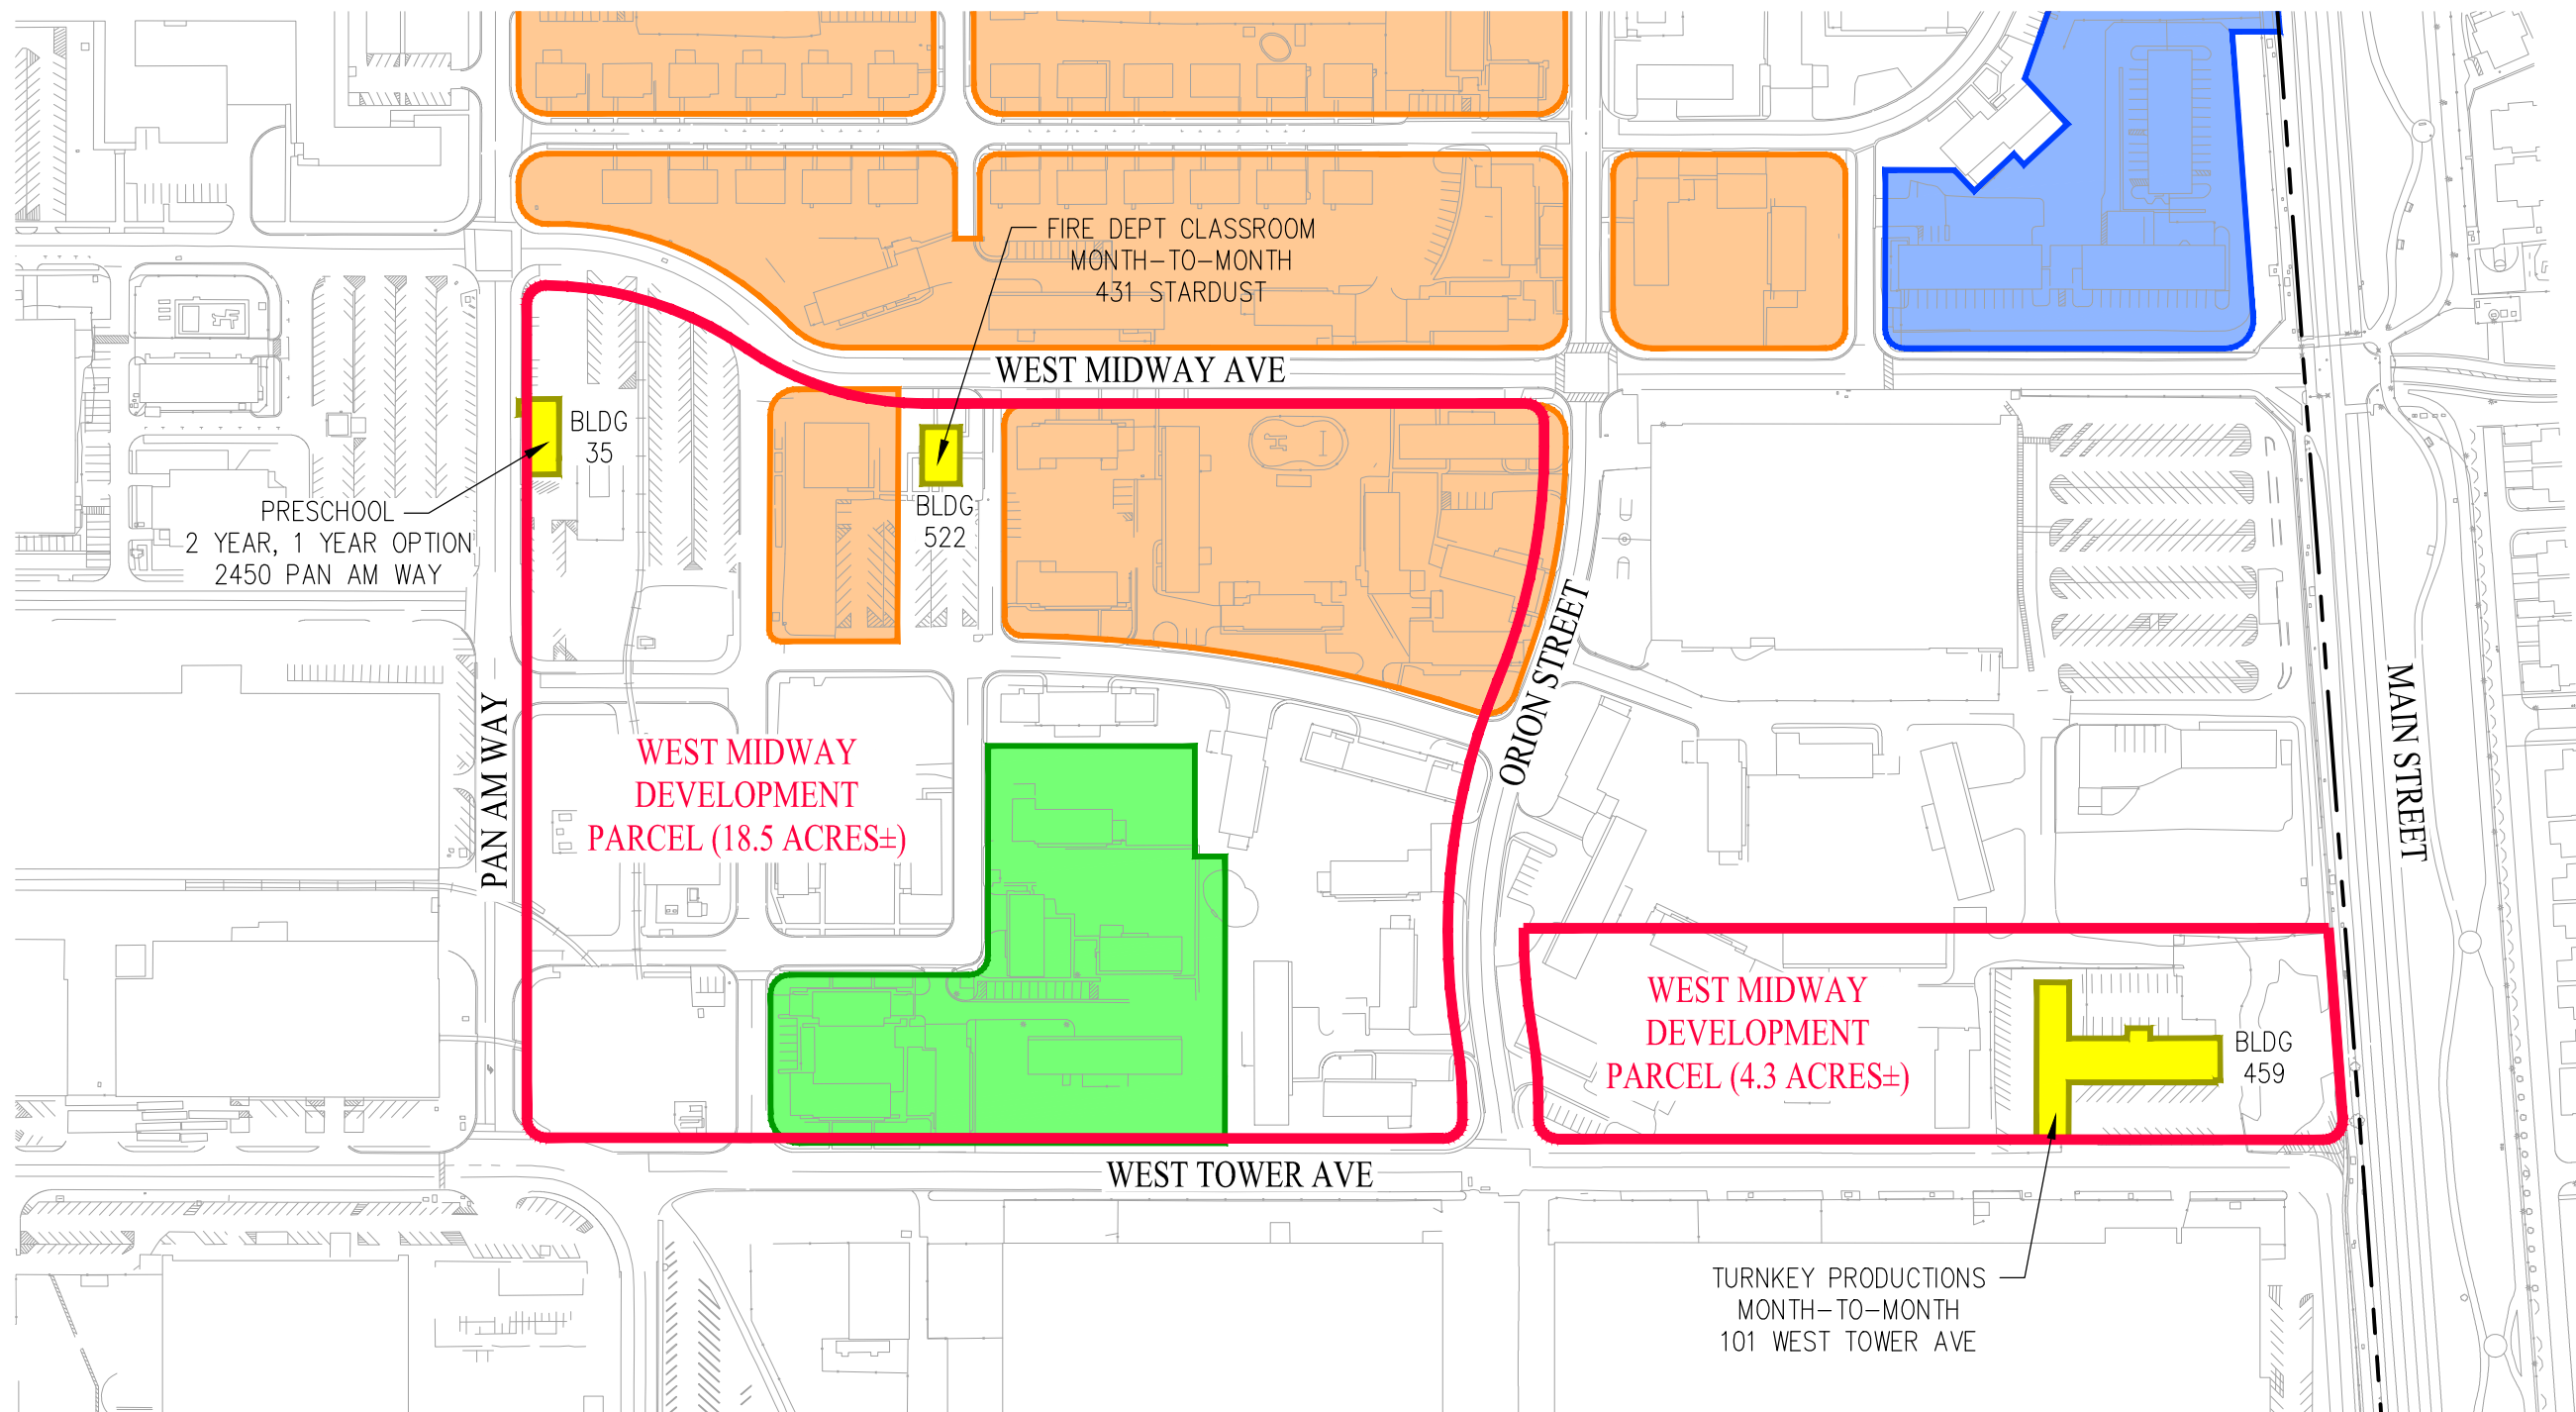 FIRE DEPT CLASSROOM
MONTH-TO-MONTH
431 STARDUST
WEST MIDWAY AVE
BLDG
35
PRESCHOOL
2 YEAR, 1 YEAR OPTION
2450 PAN AM WAY
BLDG
522
ORION STREET
MAIN STREET
PAN AM WAY
WEST MIDWAY
DEVELOPMENT
PARCEL (18.5 ACRES±)
WEST MIDWAY
DEVELOPMENT
PARCEL (4.3 ACRES±)
BLDG
459
WEST TOWER AVE
TURNKEY PRODUCTIONS
MONTH-TO-MONTH
101 WEST TOWER AVE